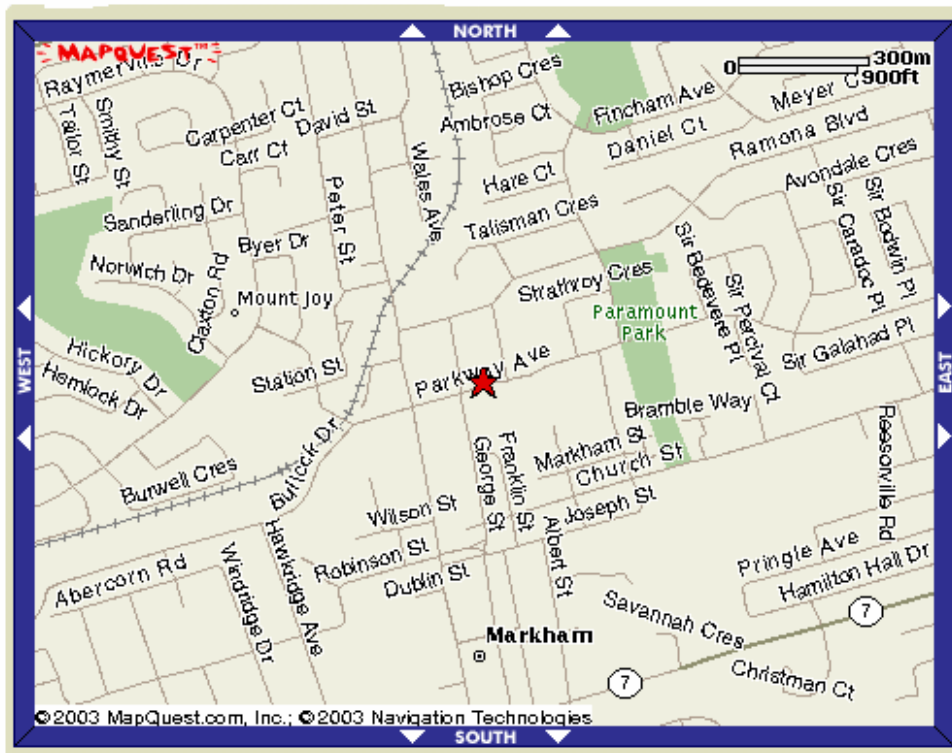 NORTH
MAPQUEST™
0 300m
900ft
Raymerville Dr
Tailor St
Smithy St
Carpenter Ct
Carr Ct
David St
Bishop Cres
Ambrose Ct
Fincham Ave
Meyer C
Daniel Ct
Ramona Blvd
Wales Ave
Hare Ct
Avondale Cres
Sanderling Dr
Peter St
Talisman Cres
Sir Bedevere Pl
Sir Caradoc Pl
Sir Bodwin Pl
Byer Dr
Norwich Dr
Claxton Rd
Mount Joy
Strathroy Cres
Sir Percival Ct
Paramount
Park
WEST
EAST
Hickory Dr
Hemlock Dr
Station St
Parkway Ave
Sir Galahad Pl
Bramble Way
Bullock Dr
Reesorville Rd
Markham St
Church St
Burwell Cres
George St
Franklin St
Wilson St
Joseph St
Albert St
Robinson St
Dublin St
Abercorn Rd
Windridge Dr
Hawkridge Ave
Pringle Ave
Hamilton Hall Dr
Savannah Cres
7
Markham
7
Christman Ct
©2003 MapQuest.com, Inc.; ©2003 Navigation Technologies
SOUTH